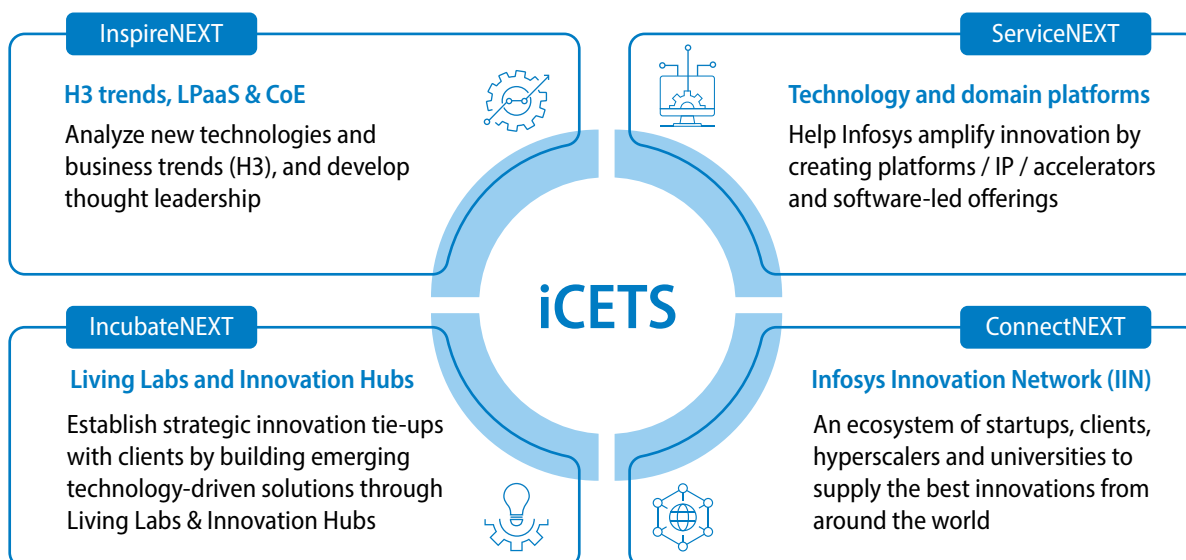 InspireNEXT
H3 trends, LPaaS & CoE
Analyze new technologies and
business trends (H3), and develop
thought leadership
ServiceNEXT
Technology and domain platforms
Help Infosys amplify innovation by
creating platforms / IP / accelerators
and software-led offerings
iCETS
IncubateNEXT
Living Labs and Innovation Hubs
Establish strategic innovation tie-ups
with clients by building emerging
technology-driven solutions through
Living Labs & Innovation Hubs
ConnectNEXT
Infosys Innovation Network (IIN)
An ecosystem of startups, clients,
hyperscalers and universities to
supply the best innovations from
around the world